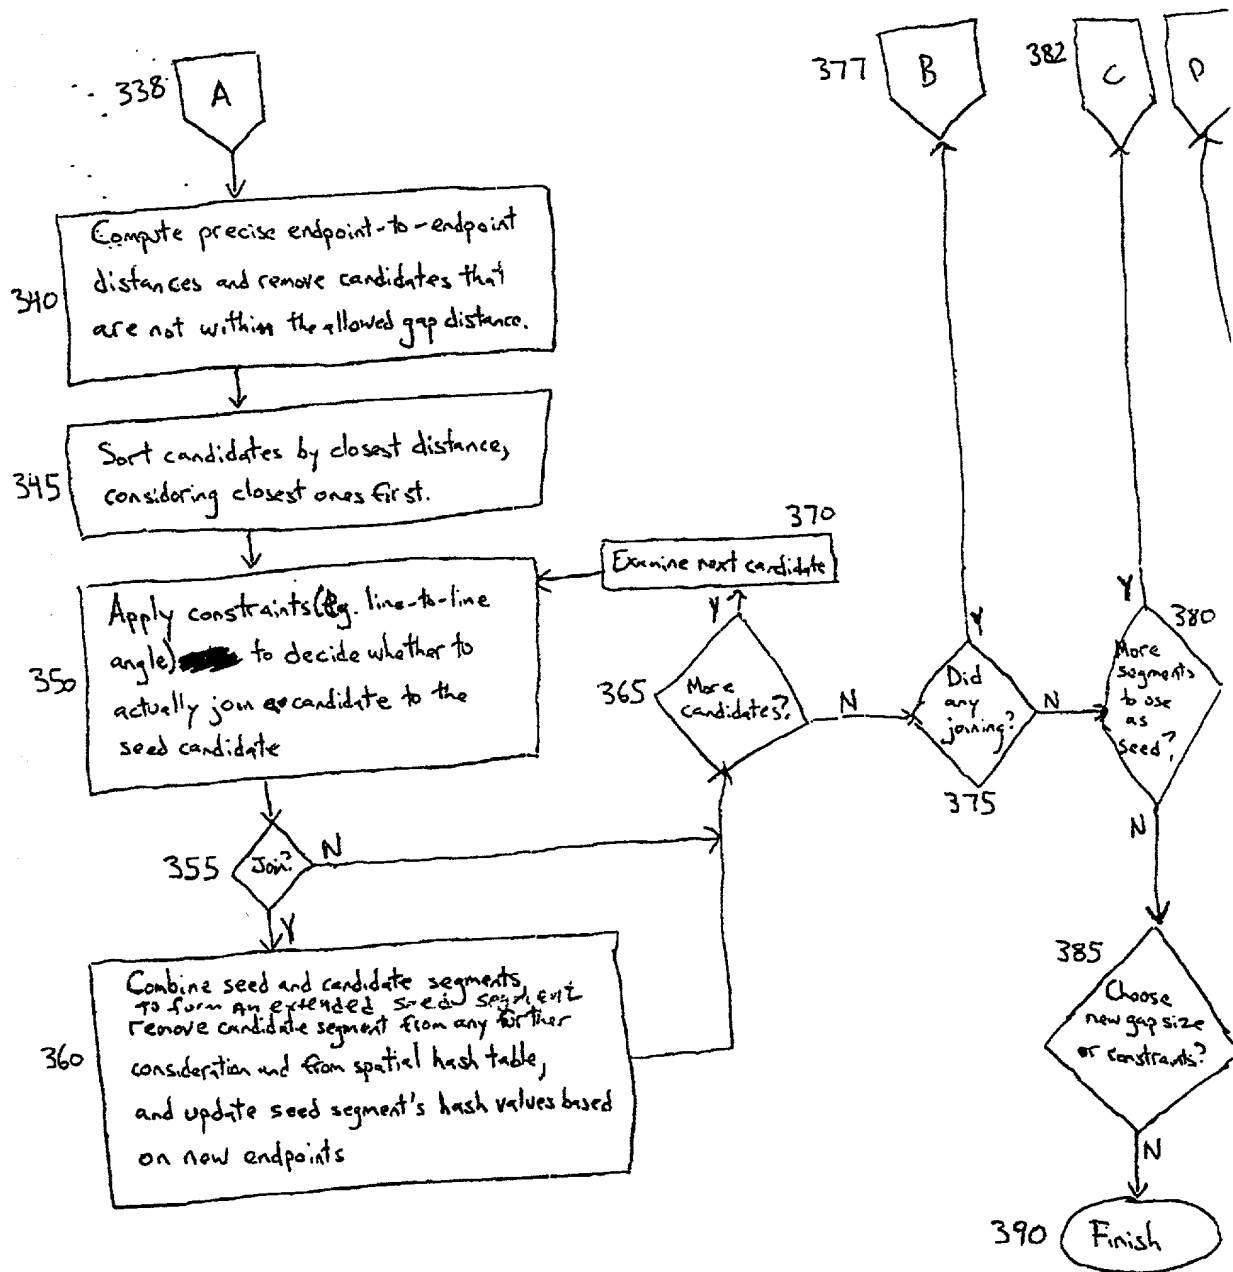 338
A
377
B
382
C
D
340
Compute precise endpoint-to-endpoint
distances and remove candidates that
are not within the allowed gap distance.
345
Sort candidates by closest distance,
considering closest ones first.
370
Examine next candidate
350
Apply constraints (e.g. line-to-line
angle) to decide whether to
actually join candidate to the
seed candidate
Y
365
More
candidates?
N
Y
Did
any
joining?
375
N
Y
380
More
segments
to use
as
seed?
N
355
Join?
N
Y
360
Combine seed and candidate segments
to form an extended seed segment
remove candidate segment from any further
consideration and from spatial hash table,
and update seed segment's hash values based
on new endpoints
385
Choose
new gap size
or constraints?
N
390
Finish